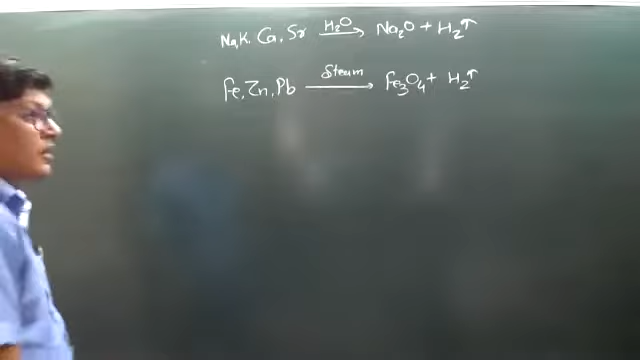 Na,K. Ca, Sr H₂O → Na₂O + H₂↑
Fe, Zn, Pb Steam → Fe₃O₄ + H₂↑